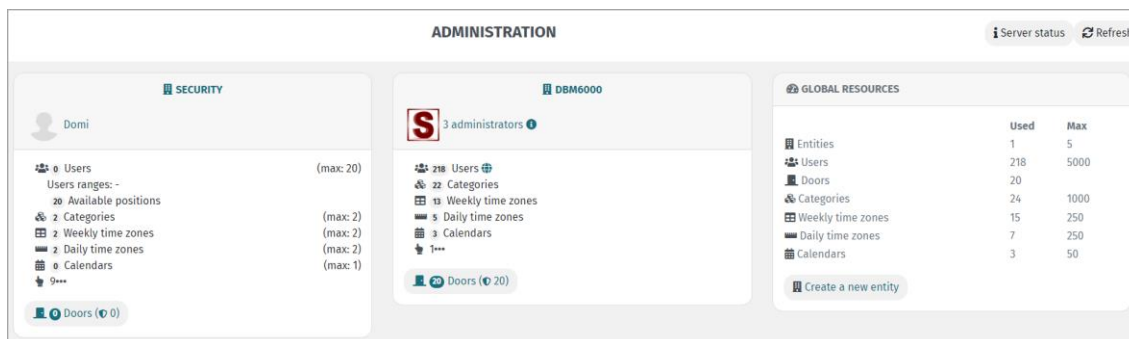 ADMINISTRATION
Server status
Refresh
SECURITY
Domi
0 Users (max: 20)
Users ranges: -
20 Available positions
2 Categories (max: 2)
2 Weekly time zones (max: 2)
2 Daily time zones (max: 2)
0 Calendars (max: 1)
9•••
0 Doors ( 0)
DBM6000
S
3 administrators
218 Users
22 Categories
13 Weekly time zones
5 Daily time zones
3 Calendars
1•••
20 Doors ( 20)
GLOBAL RESOURCES
Used Max
Entities 1 5
Users 218 5000
Doors 20
Categories 24 1000
Weekly time zones 15 250
Daily time zones 7 250
Calendars 3 50
Create a new entity